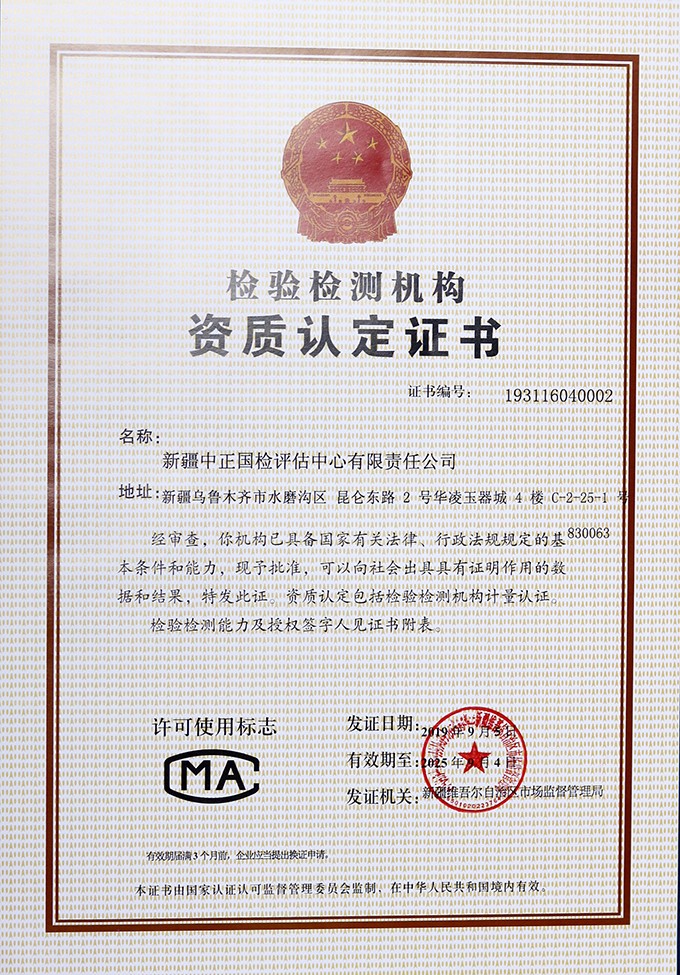 检验检测机构
资质认定证书
证书编号： 193116040002
名称：
新疆中正国检评估中心有限责任公司
地址：新疆乌鲁木齐市水磨沟区 昆仑东路 2 号华凌玉器城 4 楼 C-2-25-1 号
830063
经审查，你机构已具备国家有关法律、行政法规规定的基
本条件和能力，现予批准，可以向社会出具具有证明作用的数
据和结果，特发此证。资质认定包括检验检测机构计量认证。
检验检测能力及授权签字人见证书附表。
许可使用标志
MA
发证日期：2019 年 9 月 5 日
有效期至：2025 年 9 月 4 日
发证机关：新疆维吾尔自治区市场监督管理局
有效期届满 3 个月前，企业应当提出换证申请。
本证书由国家认证认可监督管理委员会监制，在中华人民共和国境内有效。